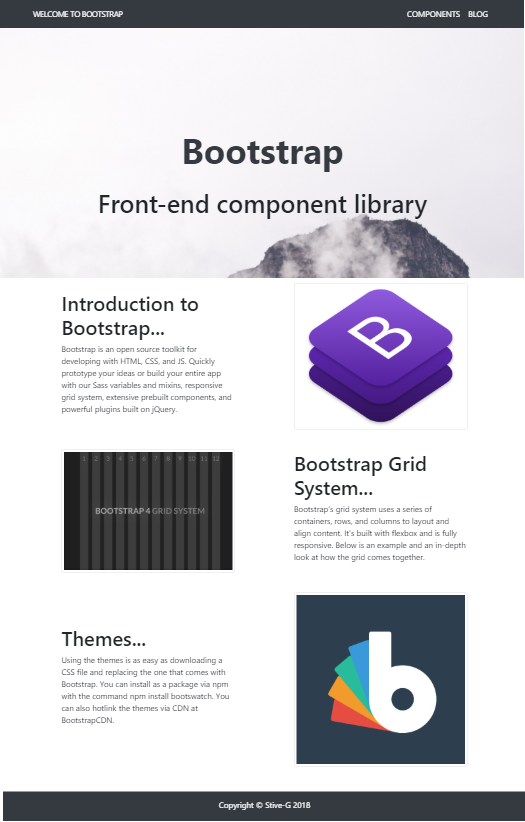 WELCOME TO BOOTSTRAP
COMPONENTS BLOG
Bootstrap
Front-end component library
Introduction to
Bootstrap...
Bootstrap is an open source toolkit for
developing with HTML, CSS, and JS. Quickly
prototype your ideas or build your entire app
with our Sass variables and mixins, responsive
grid system, extensive prebuilt components, and
powerful plugins built on jQuery.
B
1 2 3 4 5 6 7 8 9 10 11 12
BOOTSTRAP 4 GRID SYSTEM
Bootstrap Grid
System...
Bootstrap's grid system uses a series of
containers, rows, and columns to layout and
align content. It's built with flexbox and is fully
responsive. Below is an example and an in-depth
look at how the grid comes together.
Themes...
Using the themes is as easy as downloading a
CSS file and replacing the one that comes with
Bootstrap. You can install as a package via npm
with the command npm install bootswatch. You
can also hotlink the themes via CDN at
BootstrapCDN.
b
Copyright © Stive-G 2018